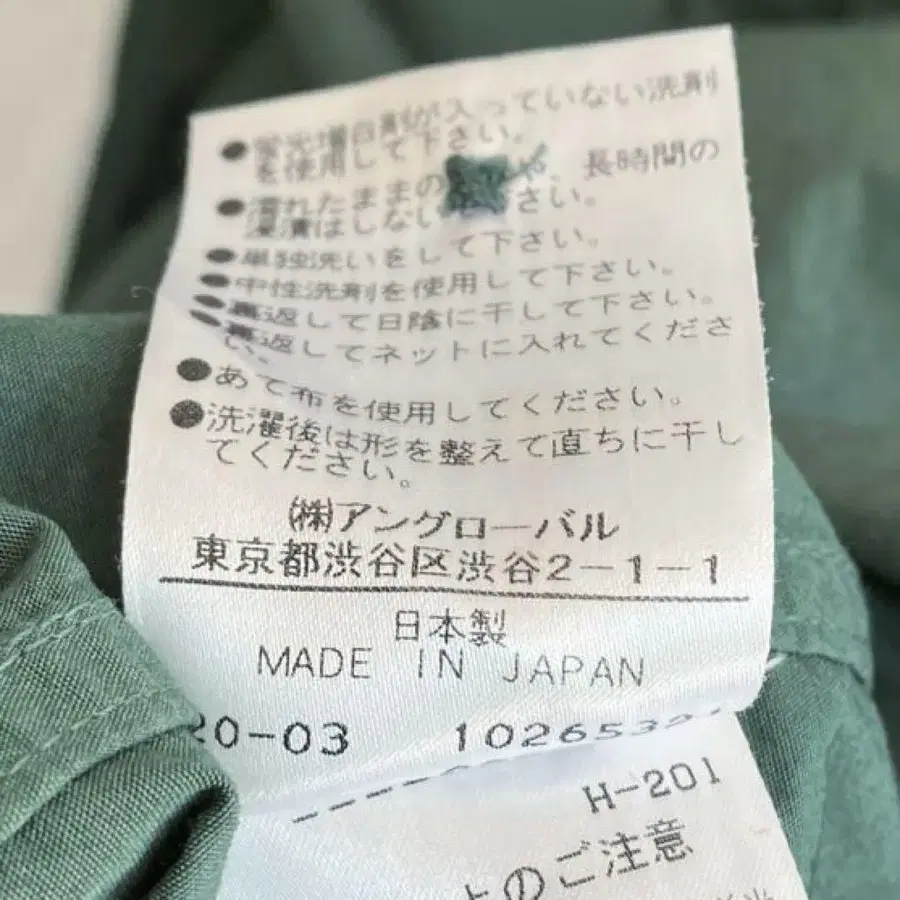 ●蛍光増白剤が入っていない洗剤
を使用して下さい。
●濡れたままの や、長時間の
浸漬はしない 下さい。
●単独洗いをして下さい。
●中性洗剤を使用して下さい。
●裏返して日陰に干して下さい。
●裏返してネットに入れてくださ
い。
●あて布を使用してください。
●洗濯後は形を整えて直ちに干し
てください。
㈱アングローバル
東京都渋谷区渋谷2-1-1
日本製
MADE IN JAPAN
20-03 1026532
H-201
上のご注意